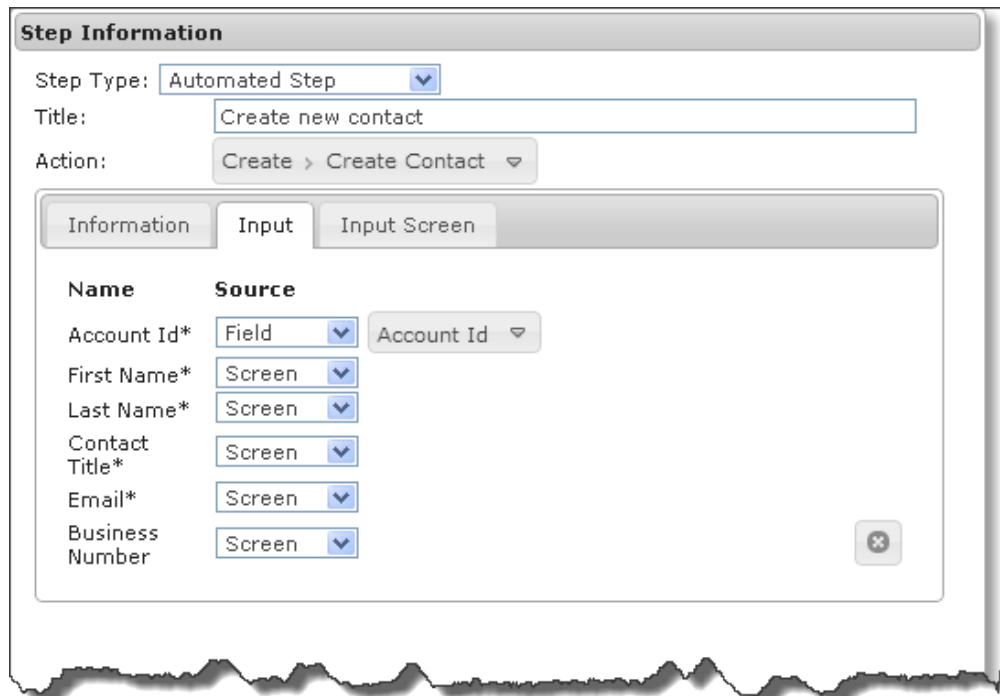 Step Information
Step Type: Automated Step
Title: Create new contact
Action: Create > Create Contact
Information Input Input Screen
Name Source
Account Id* Field Account Id
First Name* Screen
Last Name* Screen
Contact
Title* Screen
Email* Screen
Business
Number Screen